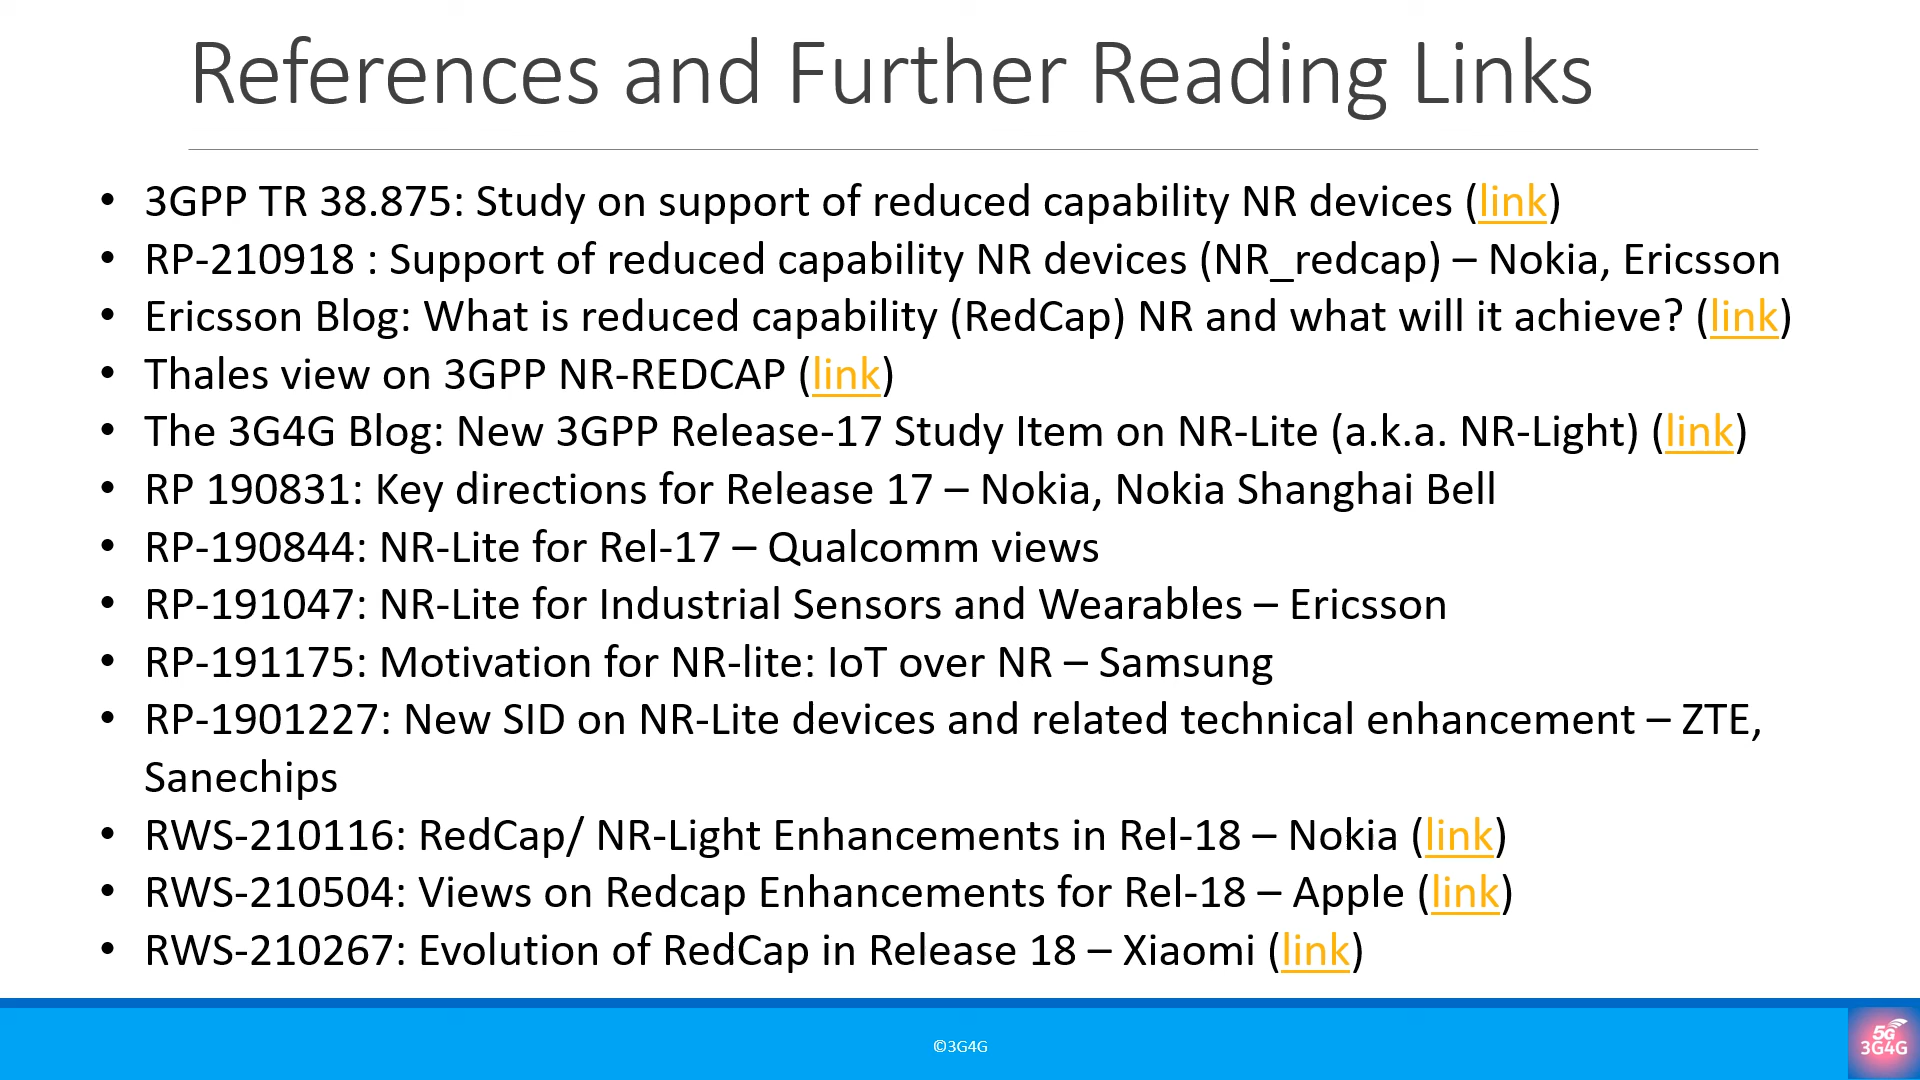 References and Further Reading Links
• 3GPP TR 38.875: Study on support of reduced capability NR devices (link)
• RP-210918 : Support of reduced capability NR devices (NR_redcap) – Nokia, Ericsson
• Ericsson Blog: What is reduced capability (RedCap) NR and what will it achieve? (link)
• Thales view on 3GPP NR-REDCAP (link)
• The 3G4G Blog: New 3GPP Release-17 Study Item on NR-Lite (a.k.a. NR-Light) (link)
• RP 190831: Key directions for Release 17 – Nokia, Nokia Shanghai Bell
• RP-190844: NR-Lite for Rel-17 – Qualcomm views
• RP-191047: NR-Lite for Industrial Sensors and Wearables – Ericsson
• RP-191175: Motivation for NR-lite: IoT over NR – Samsung
• RP-1901227: New SID on NR-Lite devices and related technical enhancement – ZTE,
Sanechips
• RWS-210116: RedCap/ NR-Light Enhancements in Rel-18 – Nokia (link)
• RWS-210504: Views on Redcap Enhancements for Rel-18 – Apple (link)
• RWS-210267: Evolution of RedCap in Release 18 – Xiaomi (link)
©3G4G
5G
3G4G